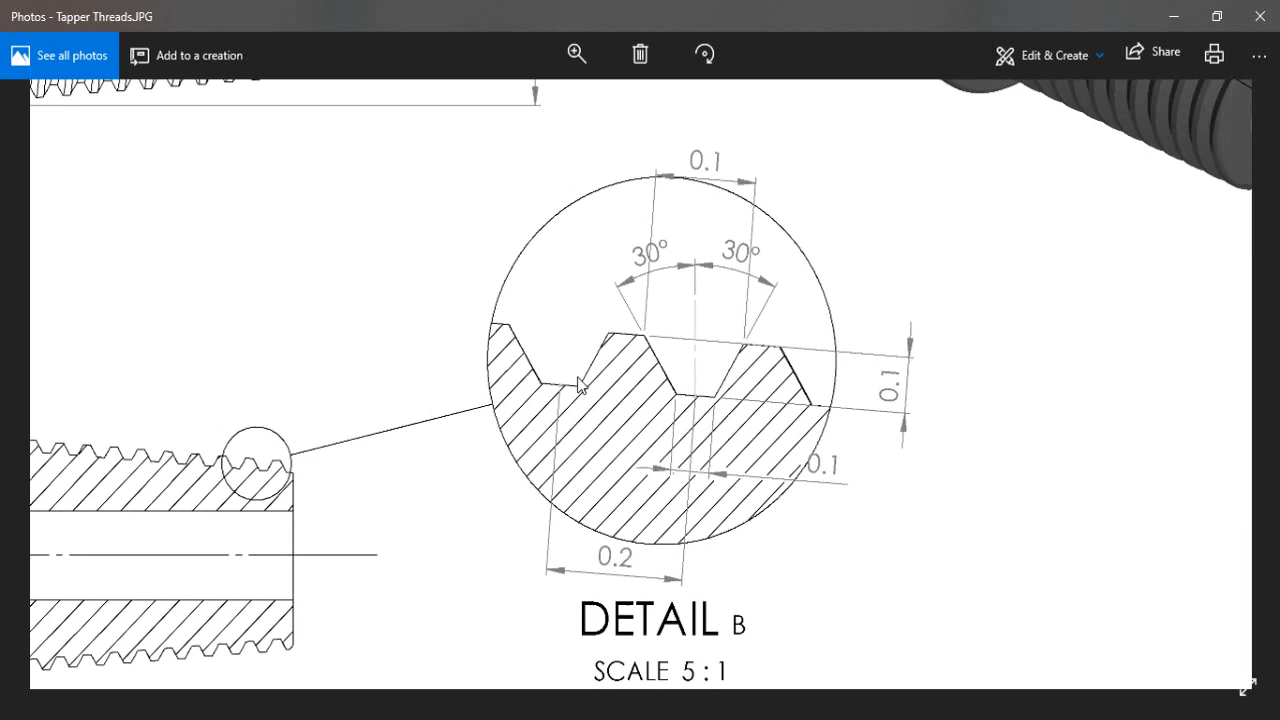 Photos - Tapper Threads.JPG
See all photos
Add to a creation
Edit & Create
Share
0.1
30°
30°
0.1
0.1
0.2
DETAIL B
SCALE 5 : 1